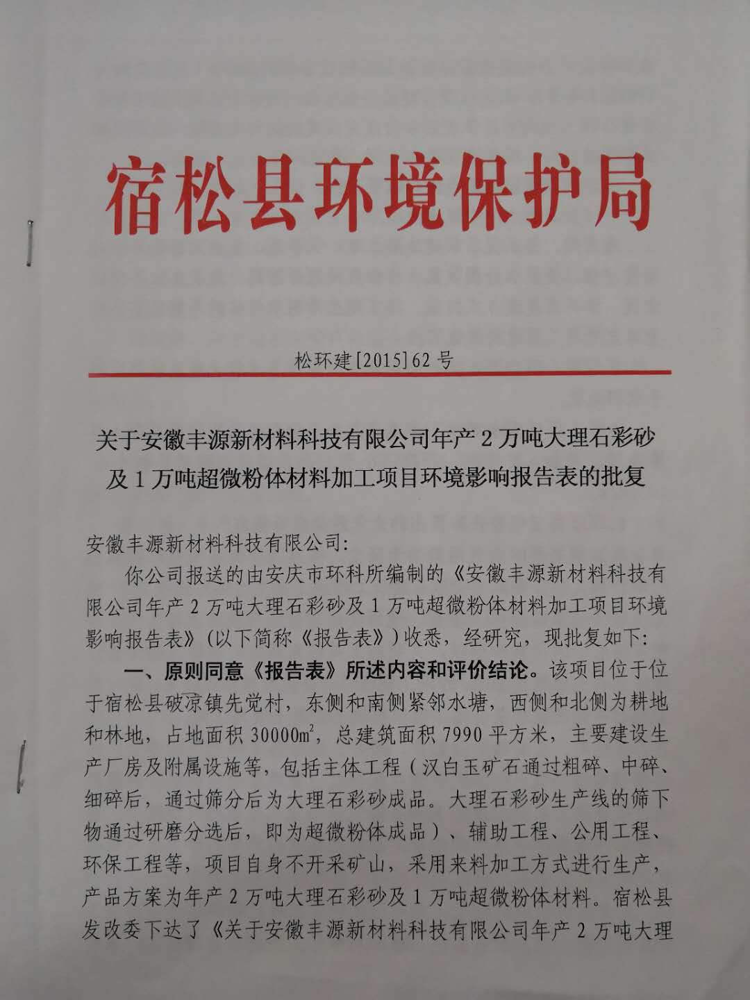 宿松县环境保护局
松环建[2015]62号
关于安徽丰源新材料科技有限公司年产2万吨大理石彩砂
及1万吨超微粉体材料加工项目环境影响报告表的批复
安徽丰源新材料科技有限公司:
你公司报送的由安庆市环科所编制的《安徽丰源新材料科技有
限公司年产2万吨大理石彩砂及1万吨超微粉体材料加工项目环境
影响报告表》(以下简称《报告表》)收悉，经研究，现批复如下:
一、原则同意《报告表》所述内容和评价结论。该项目位于位
于宿松县破凉镇先觉村，东侧和南侧紧邻水塘，西侧和北侧为耕地
和林地，占地面积30000m²，总建筑面积7990平方米，主要建设生
产厂房及附属设施等，包括主体工程（汉白玉矿石通过粗碎、中碎、
细碎后，通过筛分后为大理石彩砂成品。大理石彩砂生产线的筛下
物通过研磨分选后，即为超微粉体成品）、辅助工程、公用工程、
环保工程等，项目自身不开采矿山，采用来料加工方式进行生产，
产品方案为年产2万吨大理石彩砂及1万吨超微粉体材料。宿松县
发改委下达了《关于安徽丰源新材料科技有限公司年产2万吨大理